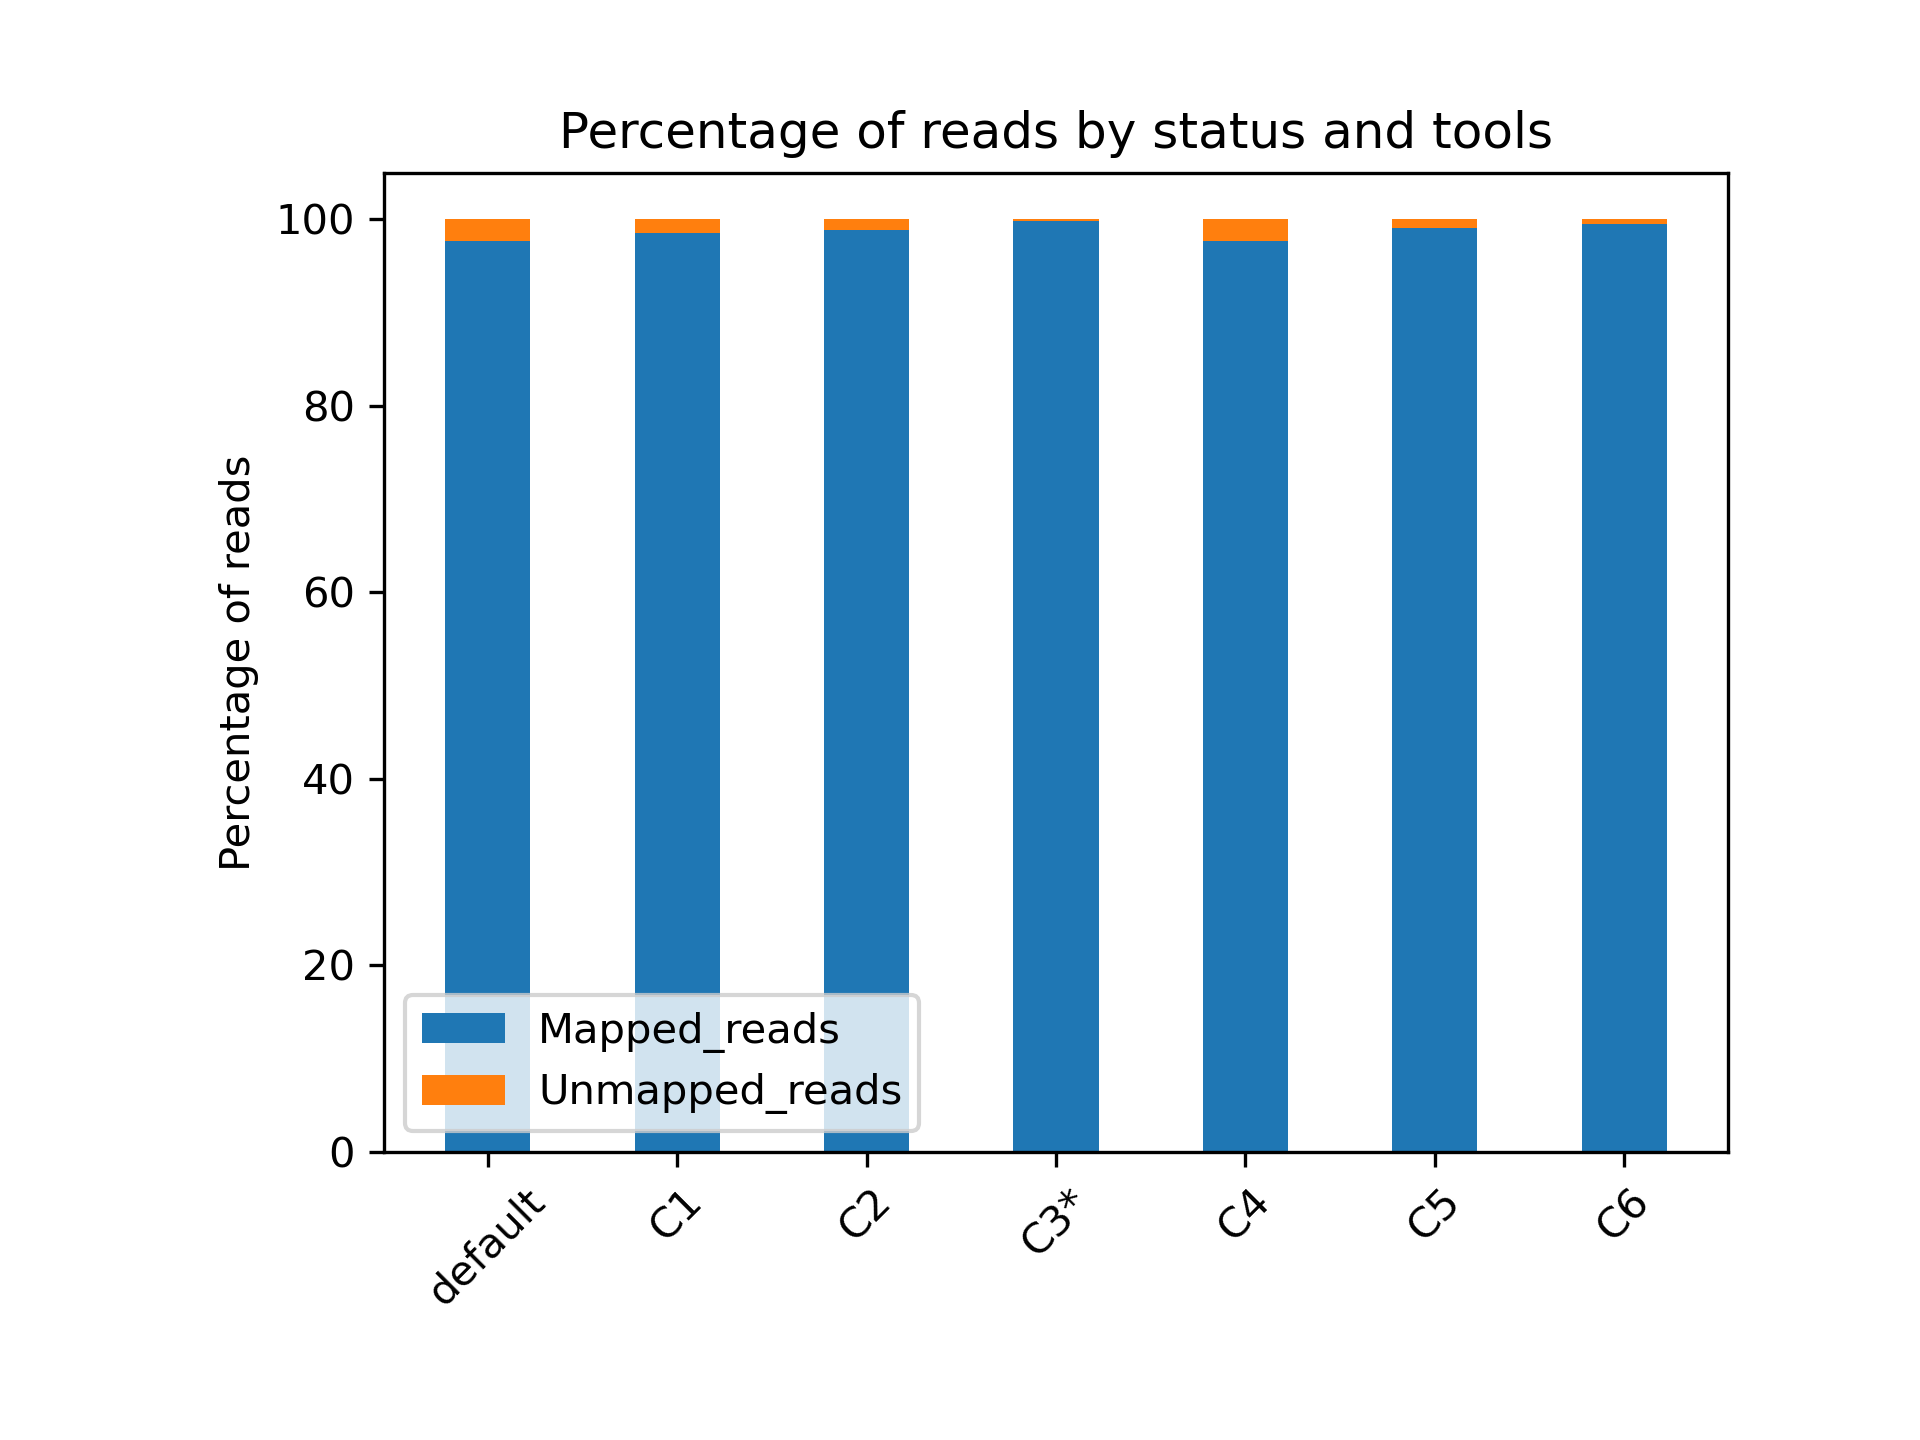 Percentage of reads by status and tools
Percentage of reads
100
80
60
40
20
0
Mapped_reads
Unmapped_reads
default
C1
C2
C3*
C4
C5
C6